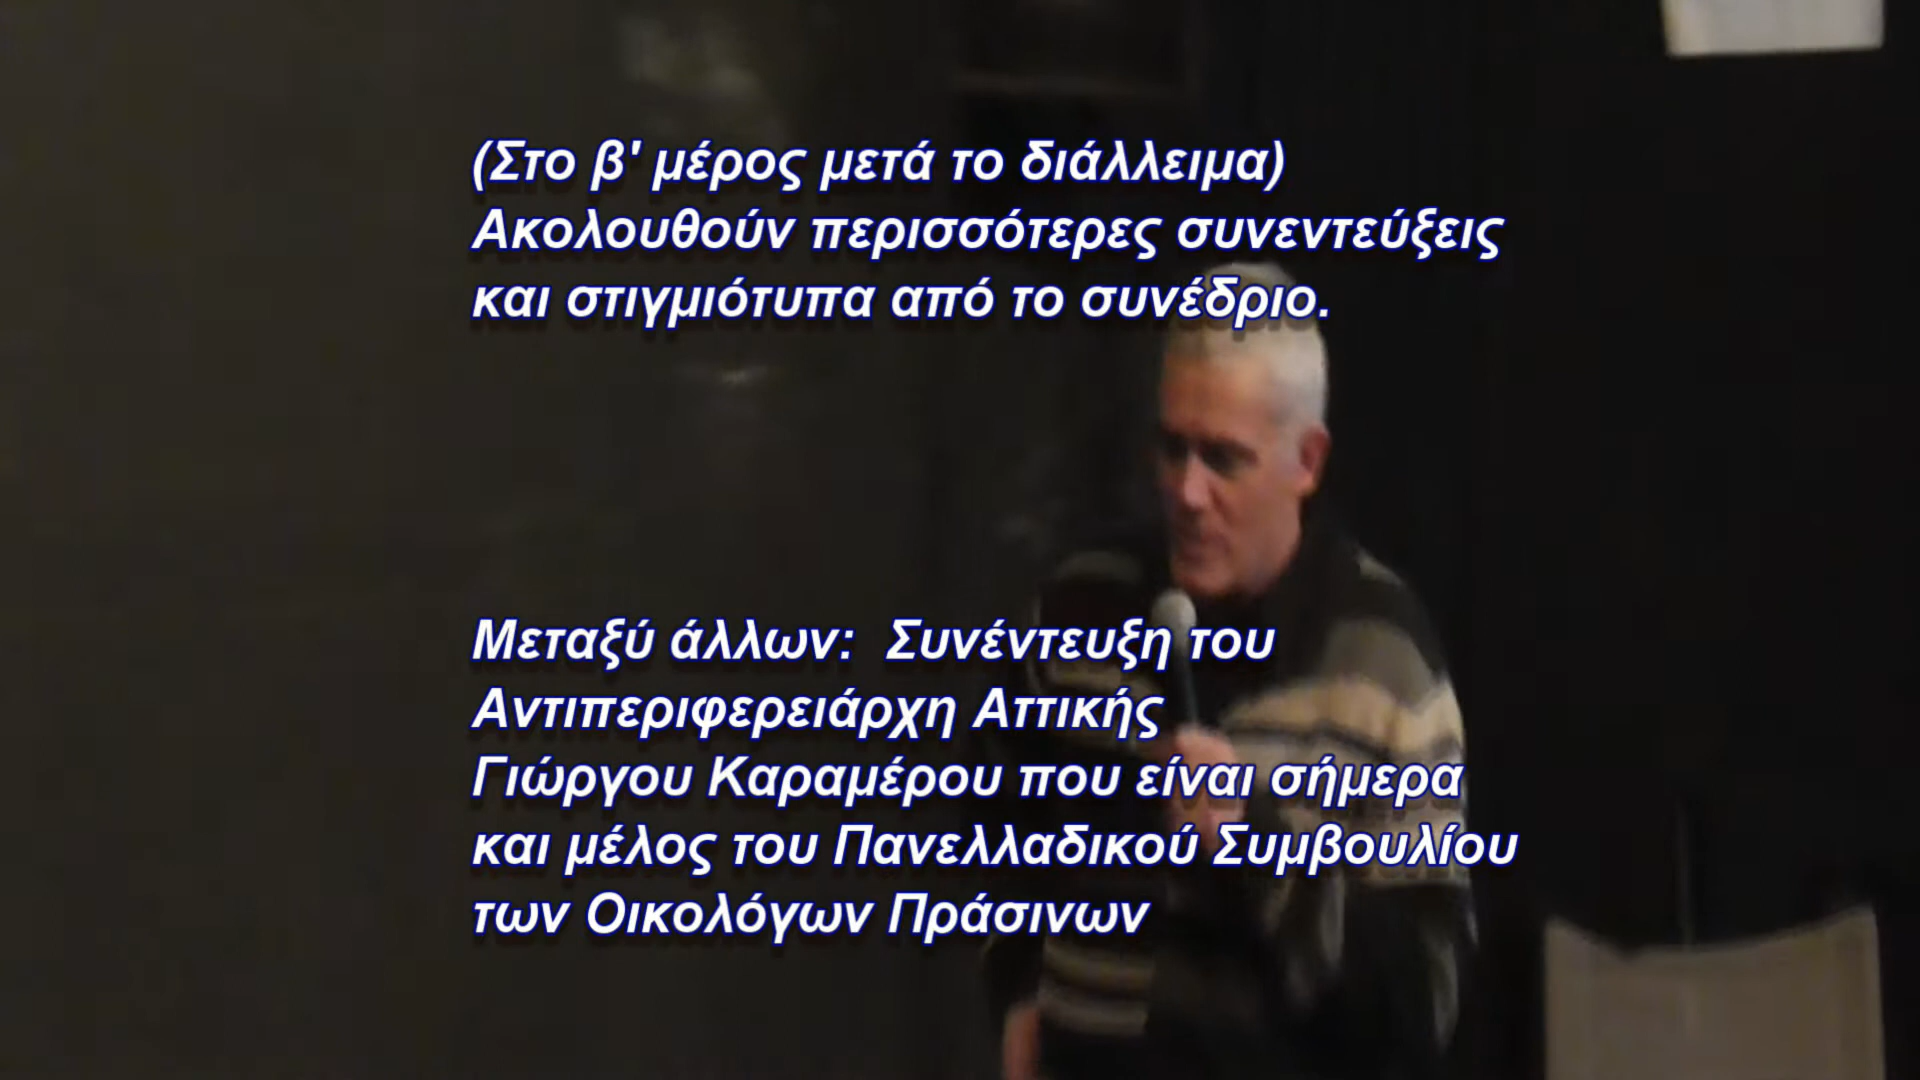 (Στο β' μέρος μετά το διάλλειμα)
Ακολουθούν περισσότερες συνεντεύξεις
και στιγμιότυπα από το συνέδριο.
Μεταξύ άλλων:  Συνέντευξη του
Αντιπεριφερειάρχη Αττικής
Γιώργου Καραμέρου που είναι σήμερα
και μέλος του Πανελλαδικού Συμβουλίου
των Οικολόγων Πράσινων